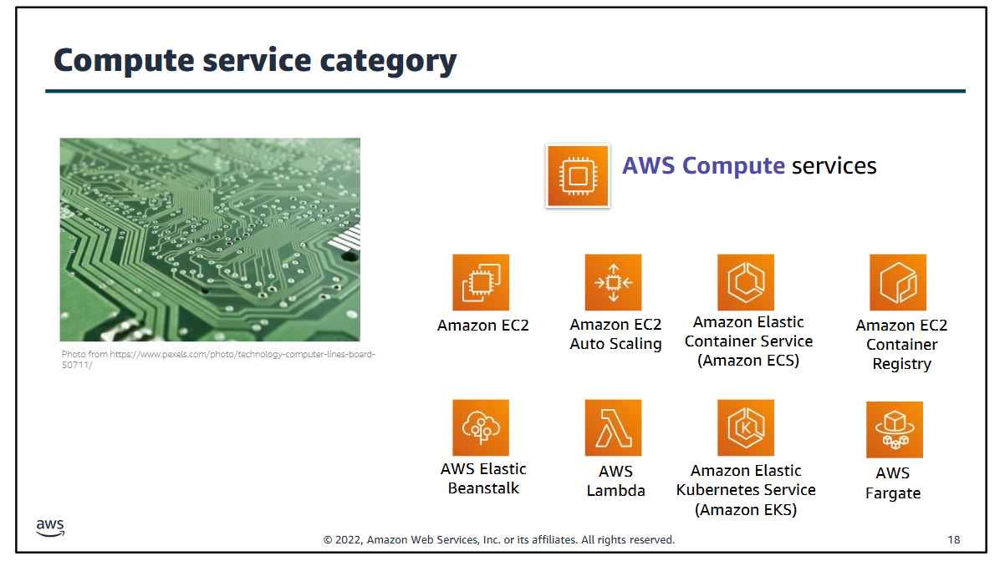 Compute service category
AWS Compute services
Photo from https://www.pexels.com/photo/technology-computer-lines-board-
50711/
Amazon EC2
Amazon EC2
Auto Scaling
Amazon Elastic
Container Service
(Amazon ECS)
Amazon EC2
Container
Registry
AWS Elastic
Beanstalk
AWS
Lambda
K
Amazon Elastic
Kubernetes Service
(Amazon EKS)
AWS
Fargate
aws
© 2022, Amazon Web Services, Inc. or its affiliates. All rights reserved.
18